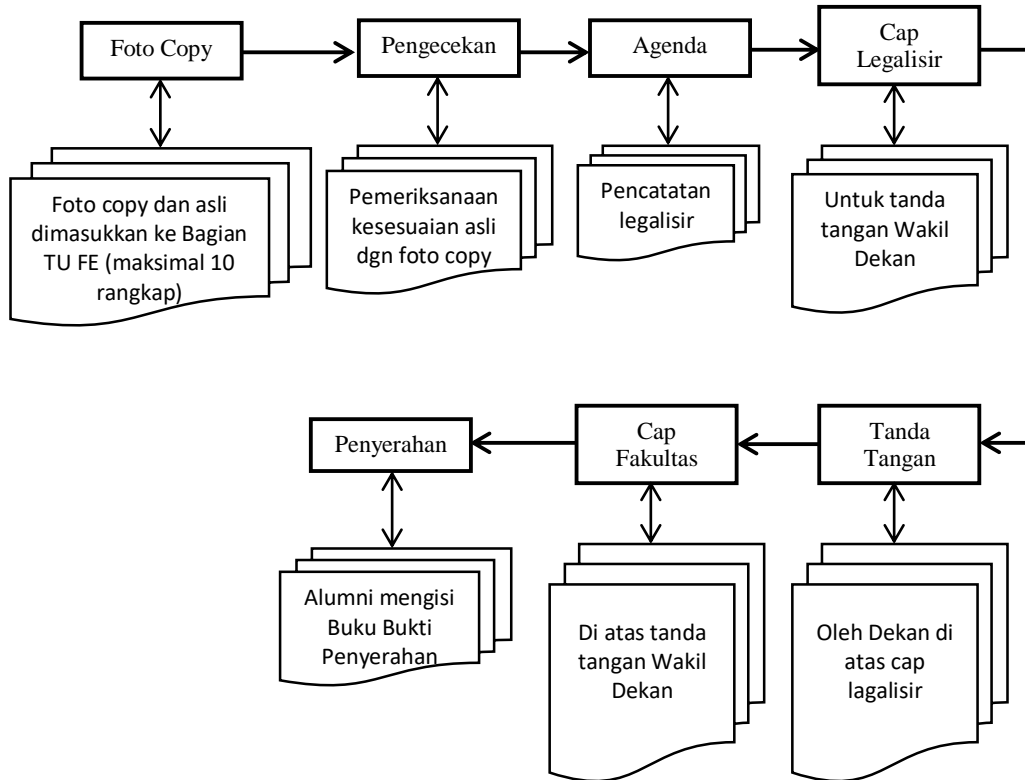 Foto Copy
Pengecekan
Agenda
Cap
Legalisir
Foto copy dan asli
dimasukkan ke Bagian
TU FE (maksimal 10
rangkap)
Pemeriksanaan
kesesuaian asli
dgn foto copy
Pencatatan
legalisir
Untuk tanda
tangan Wakil
Dekan
Penyerahan
Cap
Fakultas
Tanda
Tangan
Alumni mengisi
Buku Bukti
Penyerahan
Di atas tanda
tangan Wakil
Dekan
Oleh Dekan di
atas cap
lagalisir